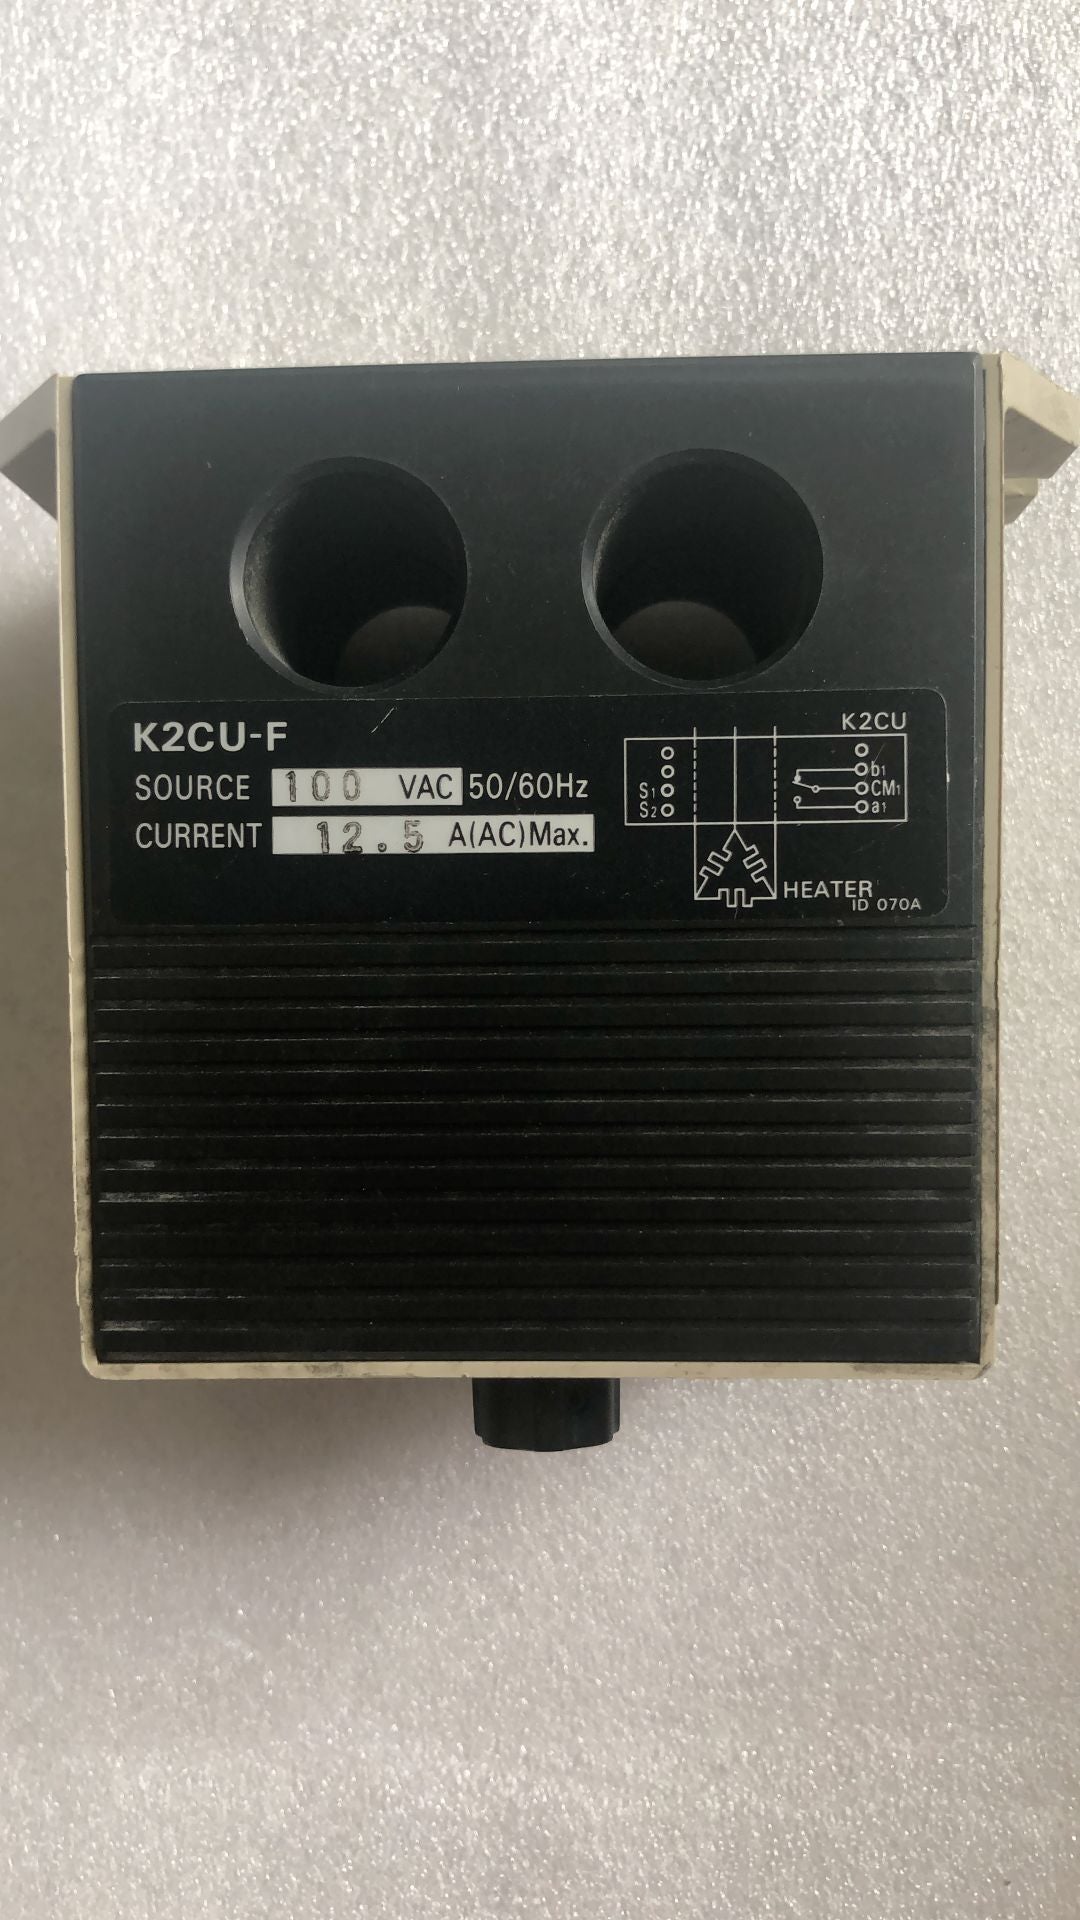 K2CU-F
SOURCE 100 VAC 50/60Hz
CURRENT 12.5 A(AC)Max.
K2CU
b1
S1 CM1
S2 a1
HEATER
ID 070A